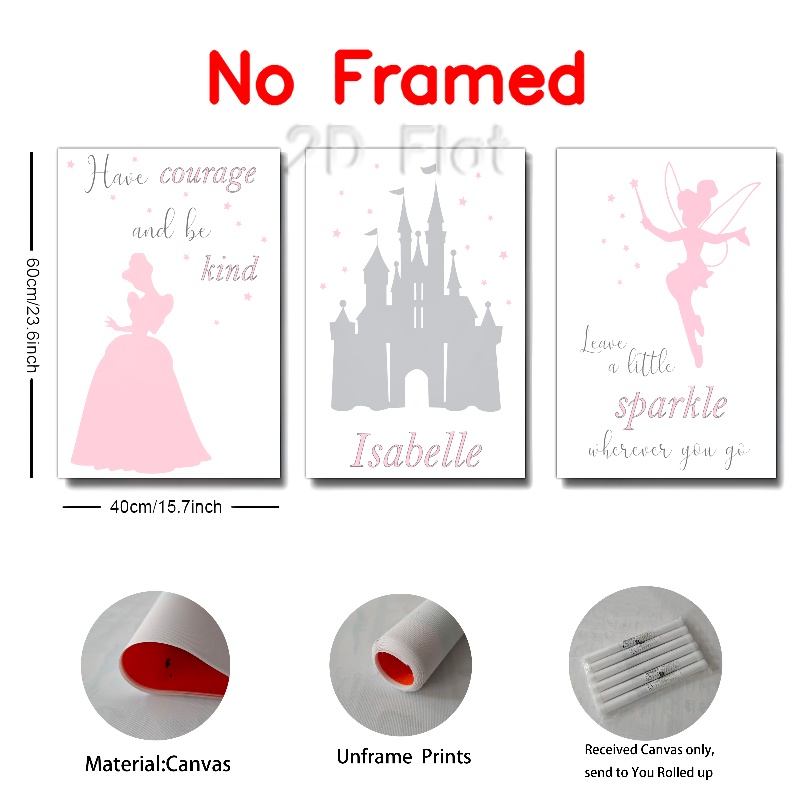 No Framed
2D Flat
Have courage
and be
kind
Isabelle
Leave
a little
sparkle
wherever you go
60cm/23.6inch
40cm/15.7inch
Material:Canvas
Unframe Prints
Received Canvas only,
send to You Rolled up